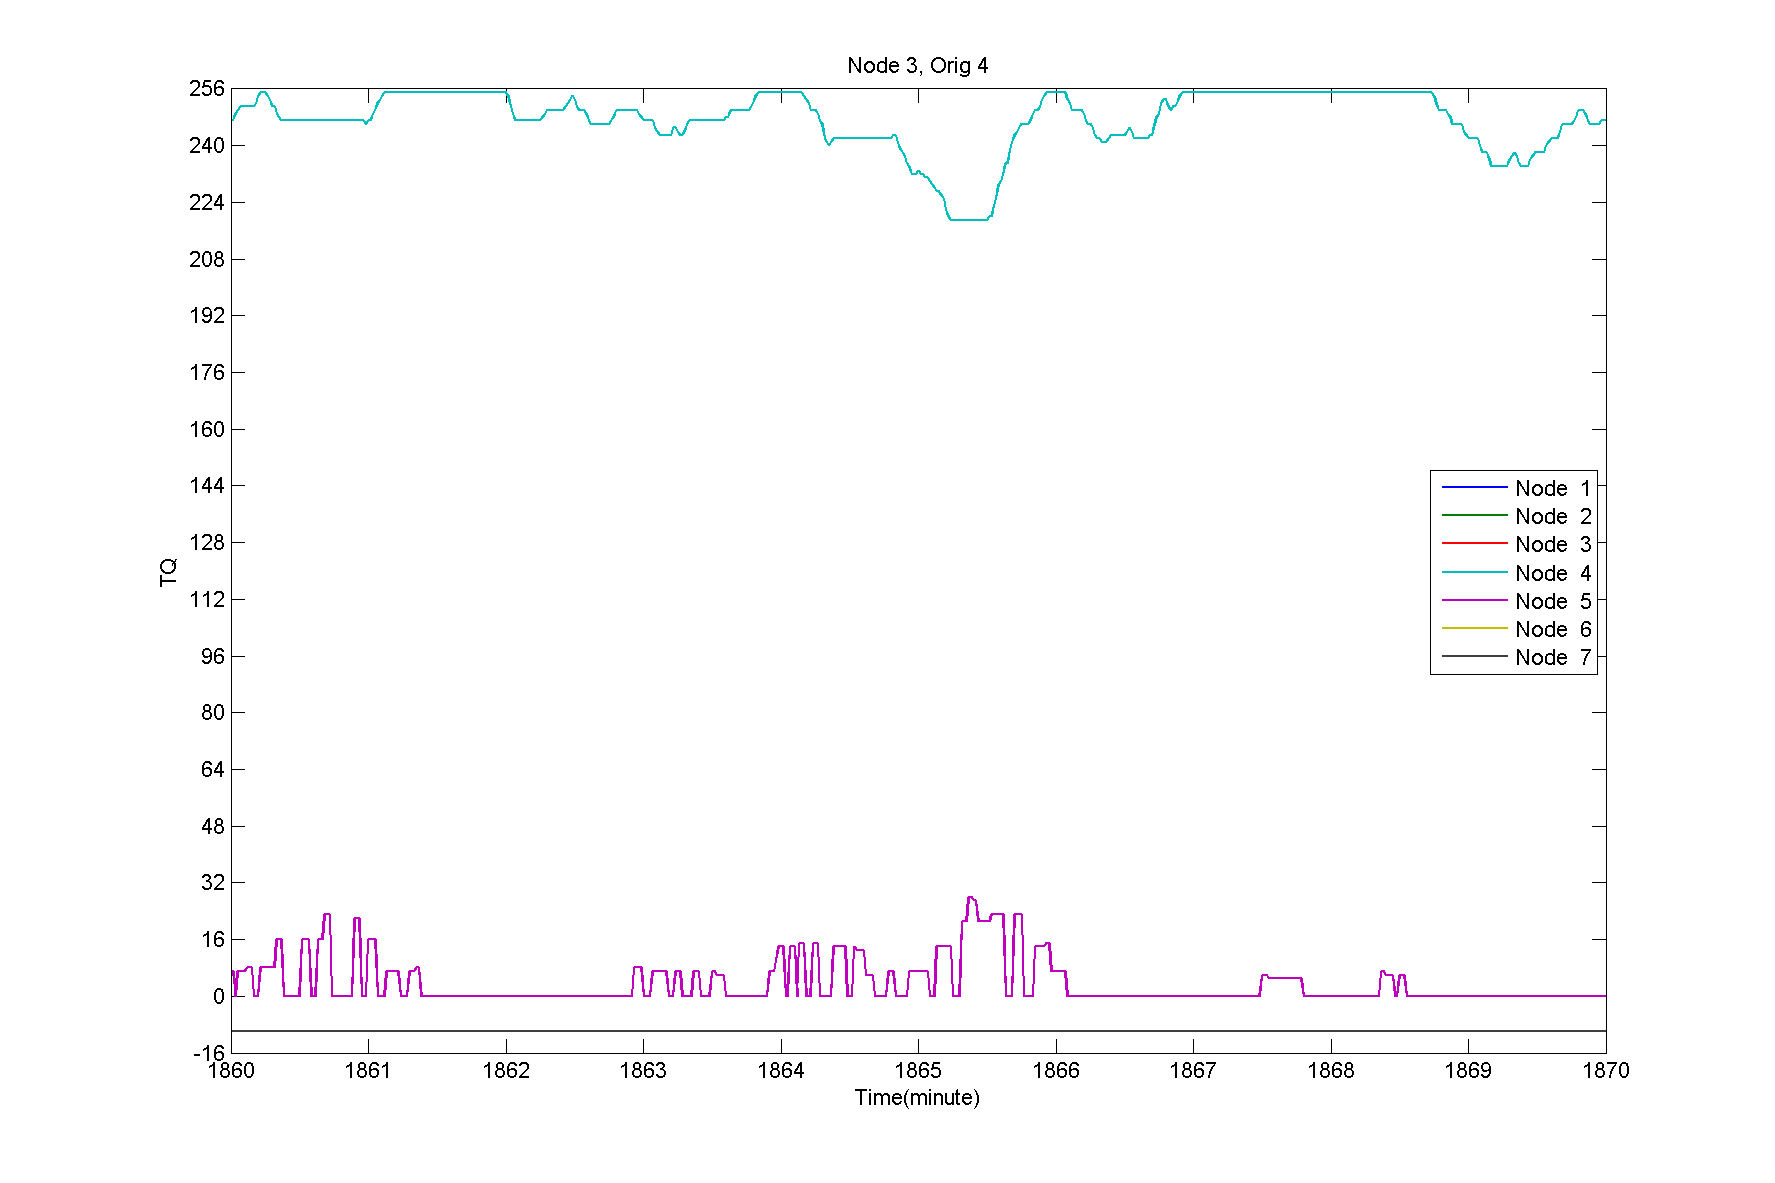 Node 3, Orig 4
256
240
224
208
192
176
160
144
128
112
96
80
64
48
32
16
0
-16
TQ
Node 1
Node 2
Node 3
Node 4
Node 5
Node 6
Node 7
1860 1861 1862 1863 1864 1865 1866 1867 1868 1869 1870
Time(minute)